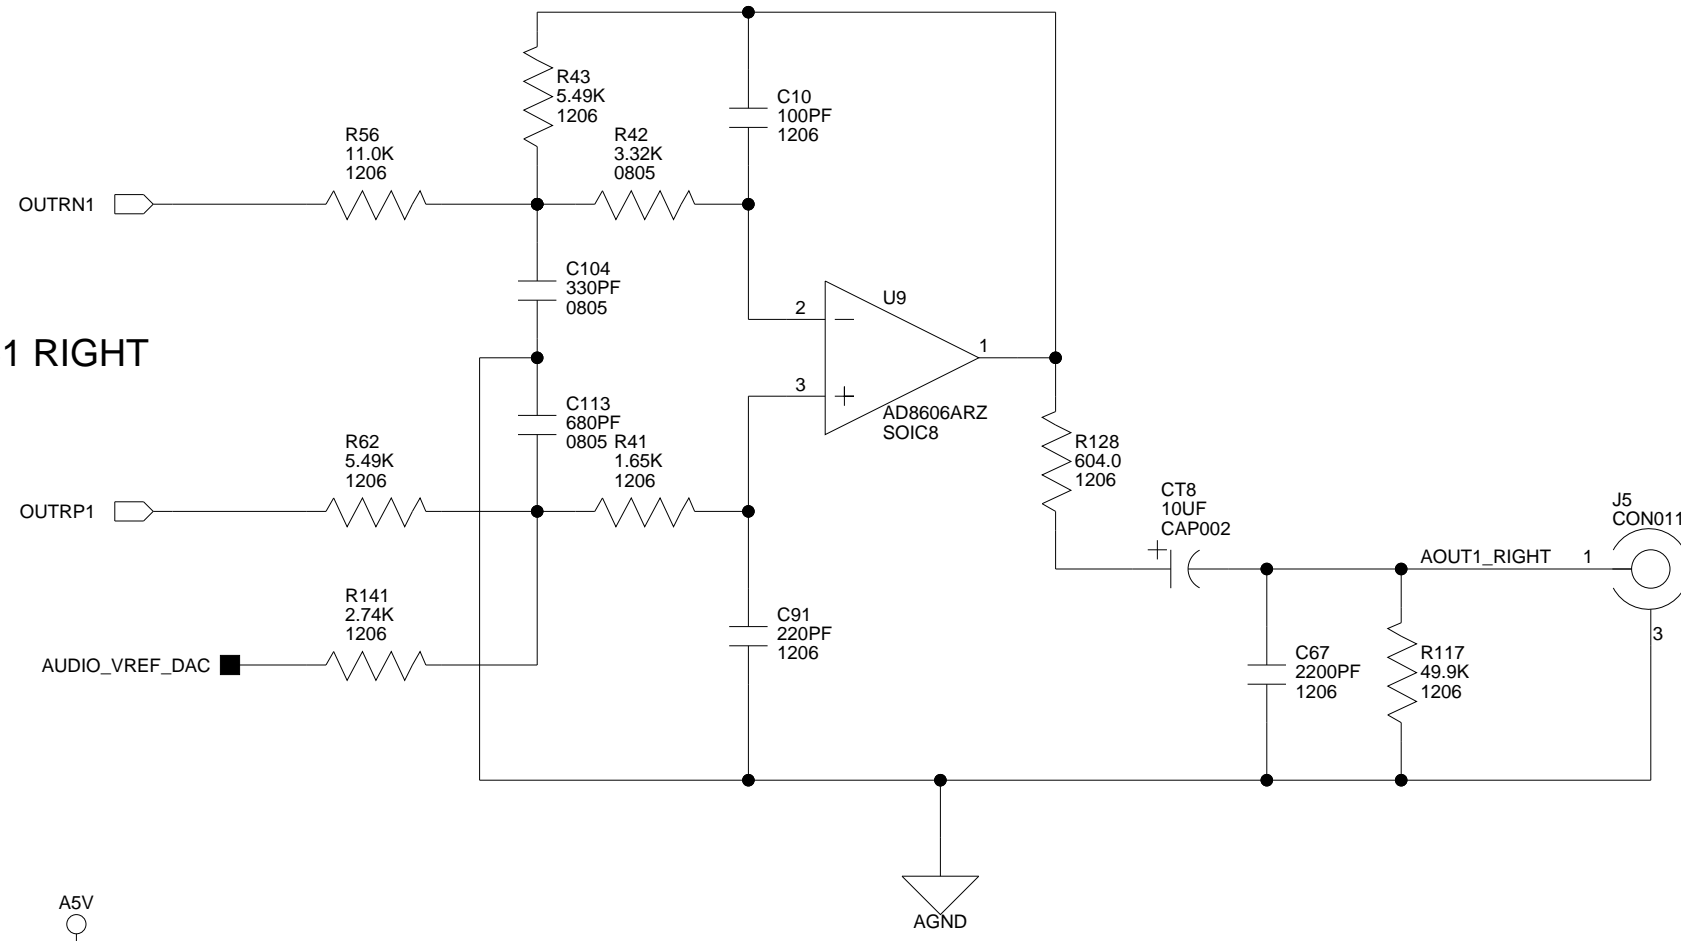 R43
5.49K
1206
C10
100PF
1206
R56
11.0K
1206
R42
3.32K
0805
OUTRN1
C104
330PF
0805
U9
2
1 RIGHT
1
3
C113
680PF
0805
AD8606ARZ
SOIC8
R62
5.49K
1206
R41
1.65K
1206
R128
604.0
1206
OUTRP1
CT8
10UF
CAP002
J5
CON011
AOUT1_RIGHT
1
R141
2.74K
1206
C91
220PF
1206
3
AUDIO_VREF_DAC
C67
2200PF
1206
R117
49.9K
1206
A5V
AGND